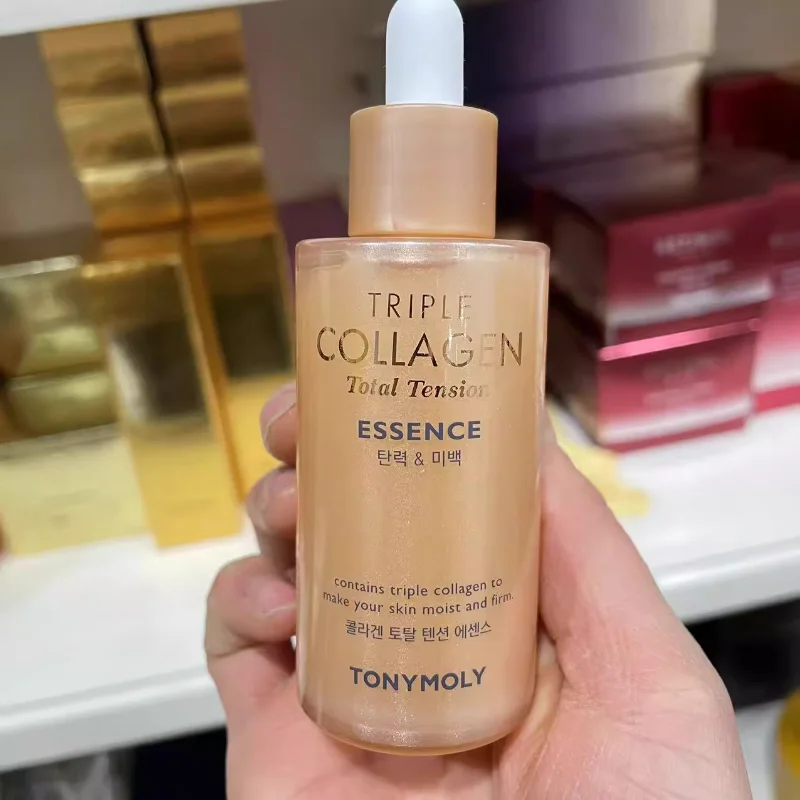 TRIPLE
COLLAGEN
Total Tension
ESSENCE
탄력 & 미백
contains triple collagen to
make your skin moist and firm.
콜라겐 토탈 텐션 에센스
TONYMOLY